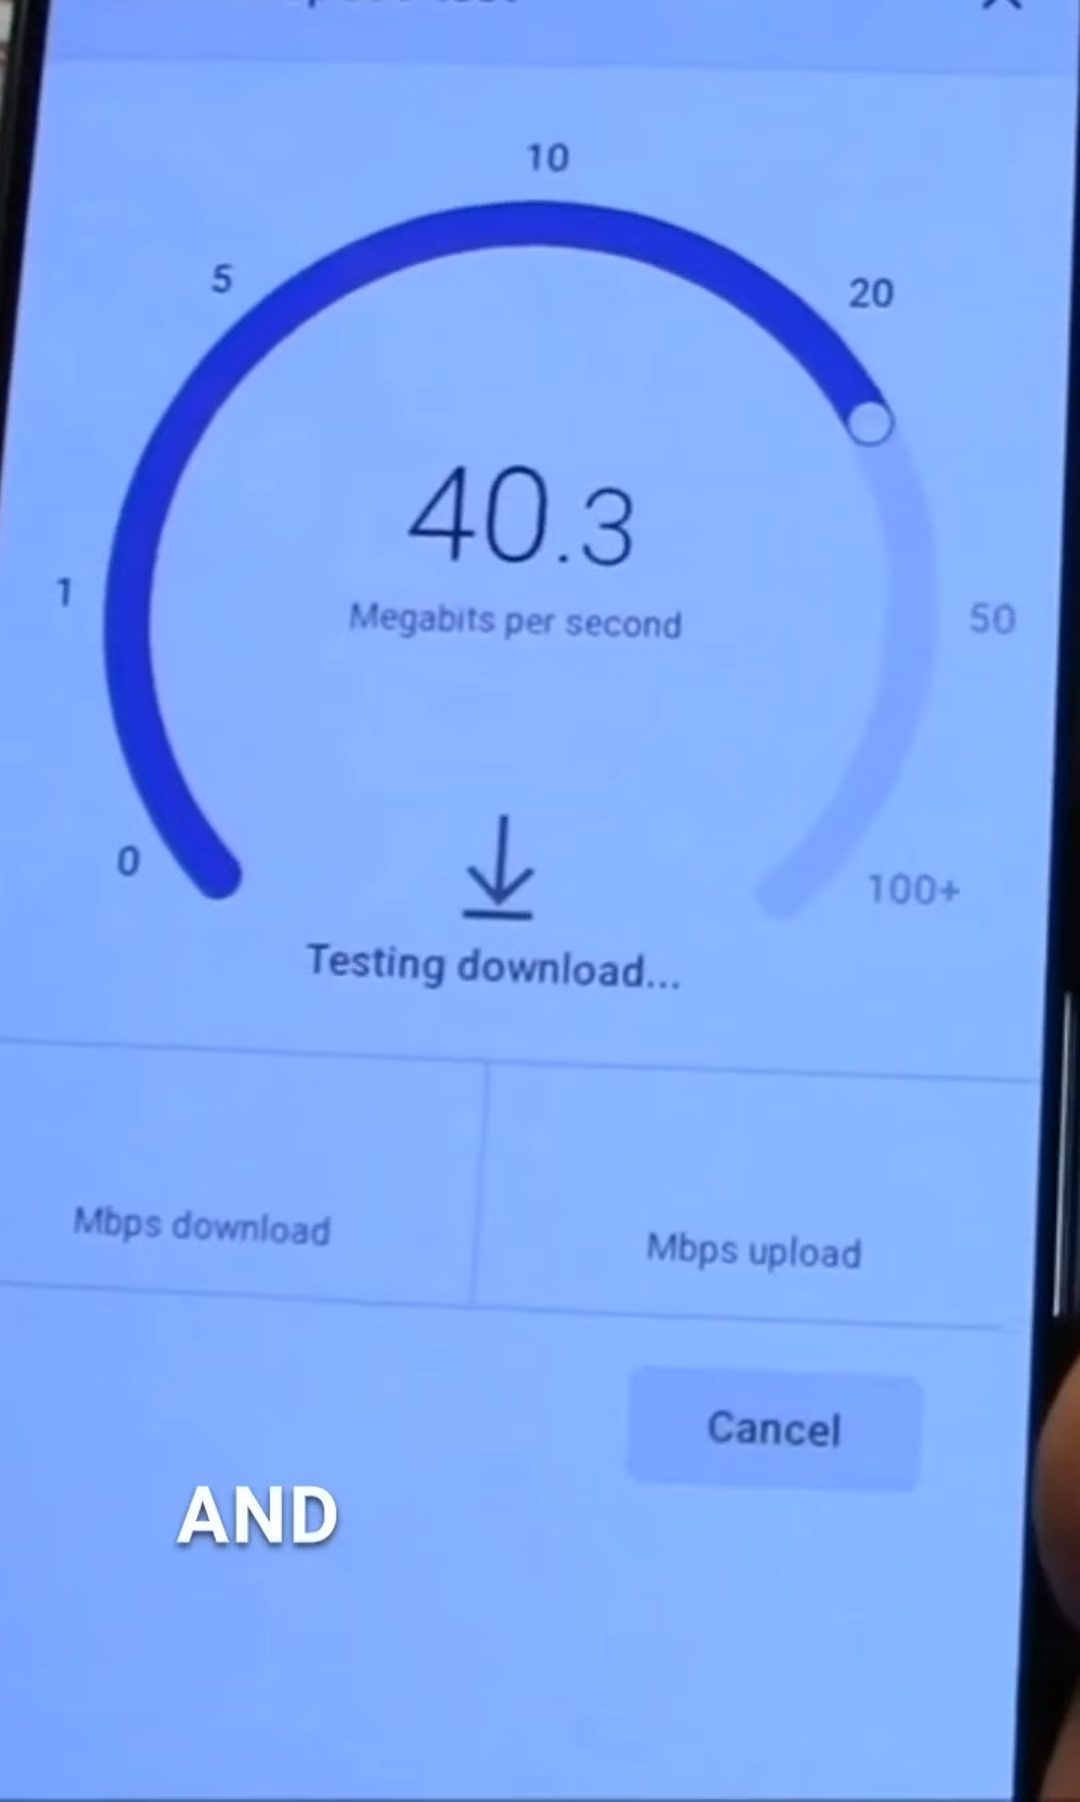 10
5
20
40.3
1
Megabits per second
50
0
100+
Testing download...
Mbps download
Mbps upload
Cancel
AND